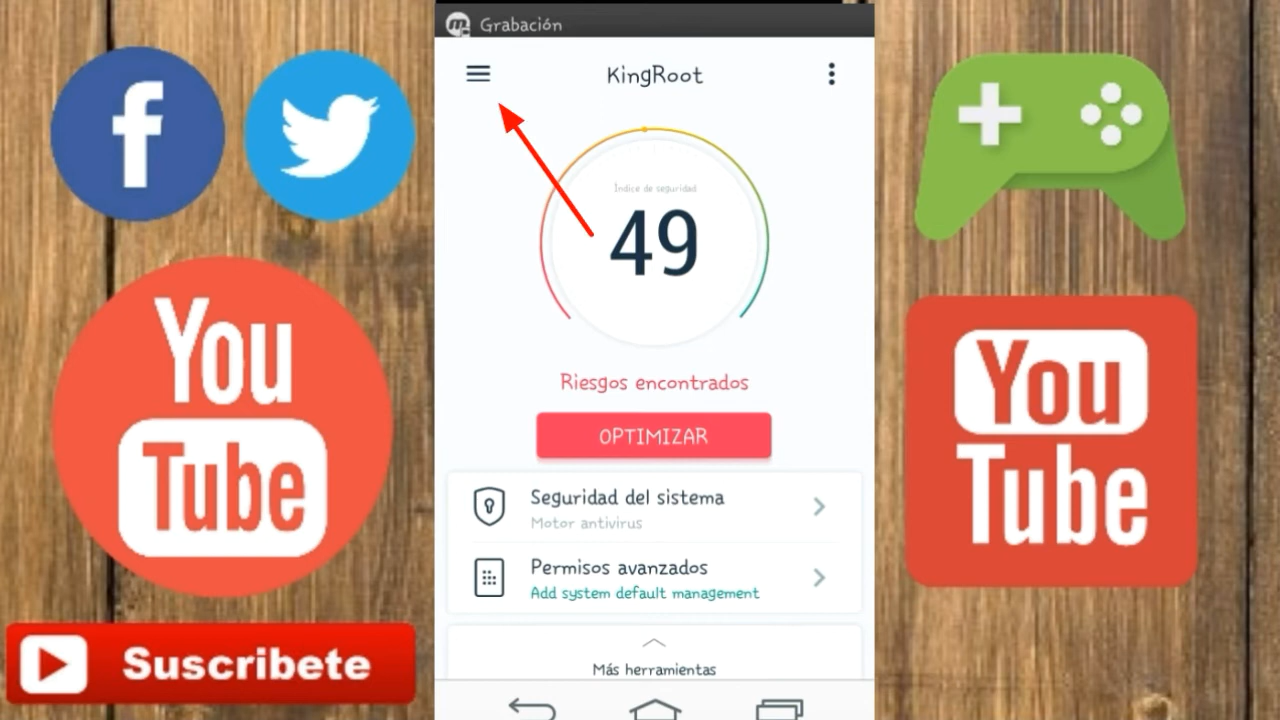 Grabación
KingRoot
Índice de seguridad
49
Riesgos encontrados
OPTIMIZAR
Seguridad del sistema
Motor antivirus
Permisos avanzados
Add system default management
Más herramientas
f
You
Tube
Suscribete
You
Tube